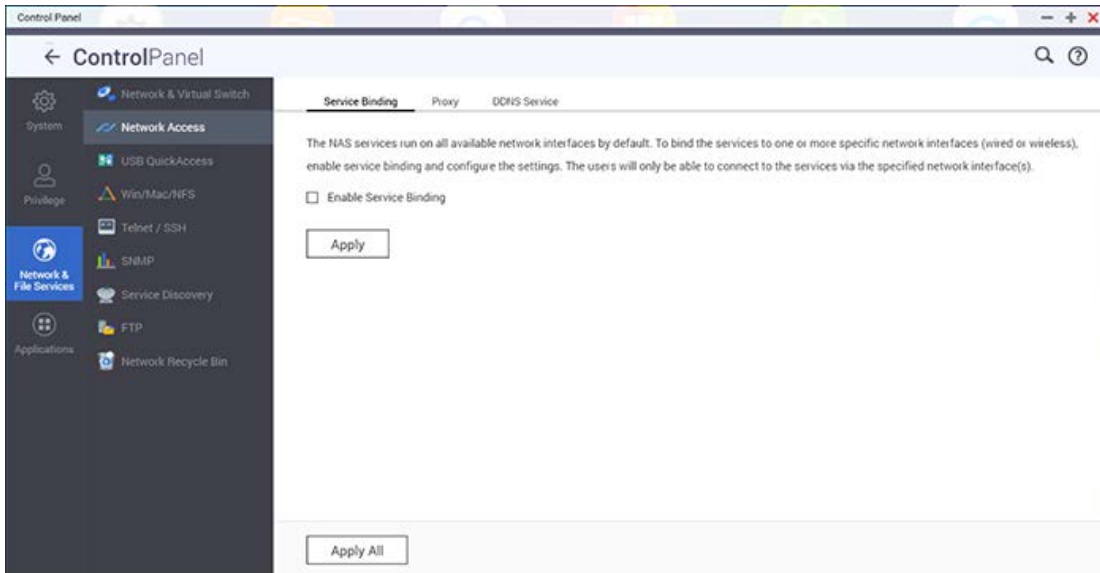 Control Panel
ControlPanel
System
Privilege
Network &
File Services
Applications
Network & Virtual Switch
Network Access
USB QuickAccess
Win/Mac/NFS
Telnet / SSH
SNMP
Service Discovery
FTP
Network Recycle Bin
Service Binding Proxy DDNS Service
The NAS services run on all available network interfaces by default. To bind the services to one or more specific network interfaces (wired or wireless),
enable service binding and configure the settings. The users will only be able to connect to the services via the specified network interface(s).
Enable Service Binding
Apply
Apply All